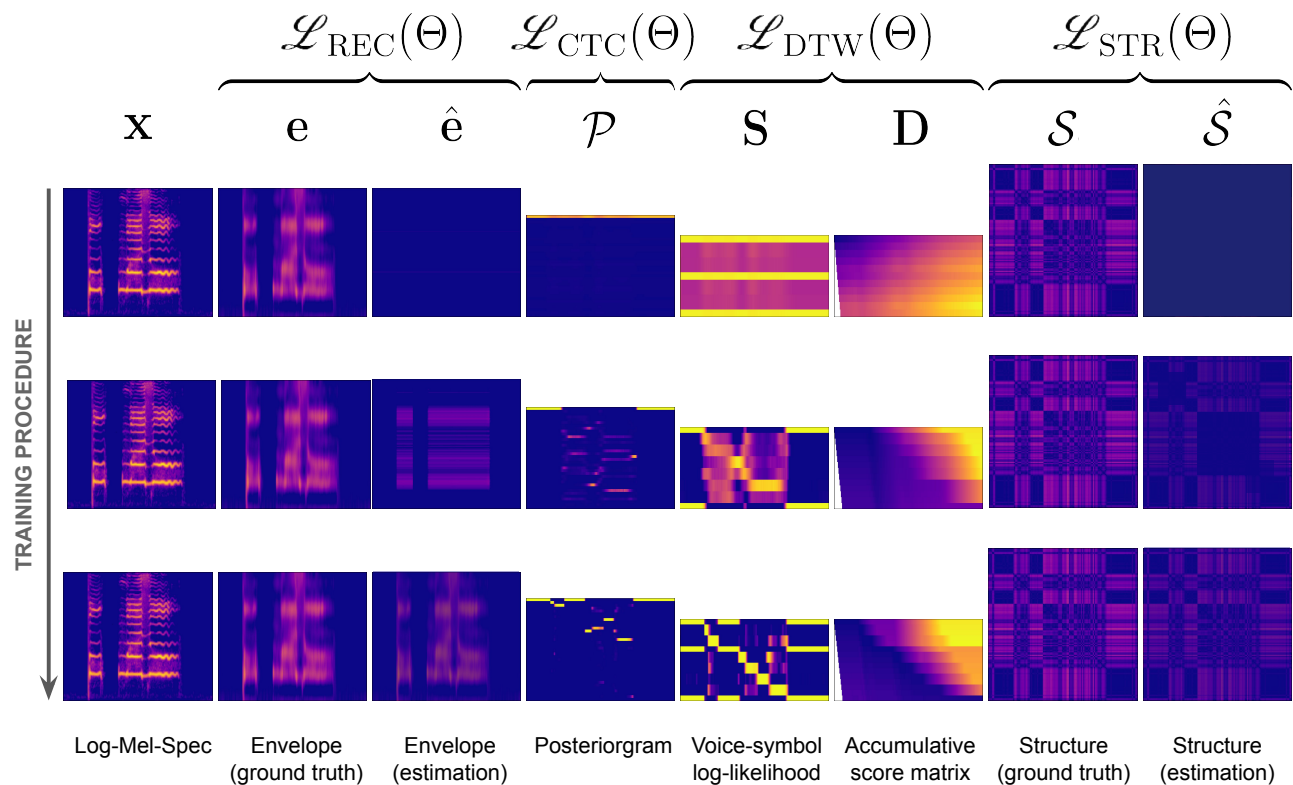 ℒ_REC(Θ) ℒ_CTC(Θ) ℒ_DTW(Θ) ℒ_STR(Θ)
x e ê 𝒫 S D 𝒮 𝒮̂
TRAINING PROCEDURE
Log-Mel-Spec
Envelope
(ground truth)
Envelope
(estimation)
Posteriorgram
Voice-symbol
log-likelihood
Accumulative
score matrix
Structure
(ground truth)
Structure
(estimation)